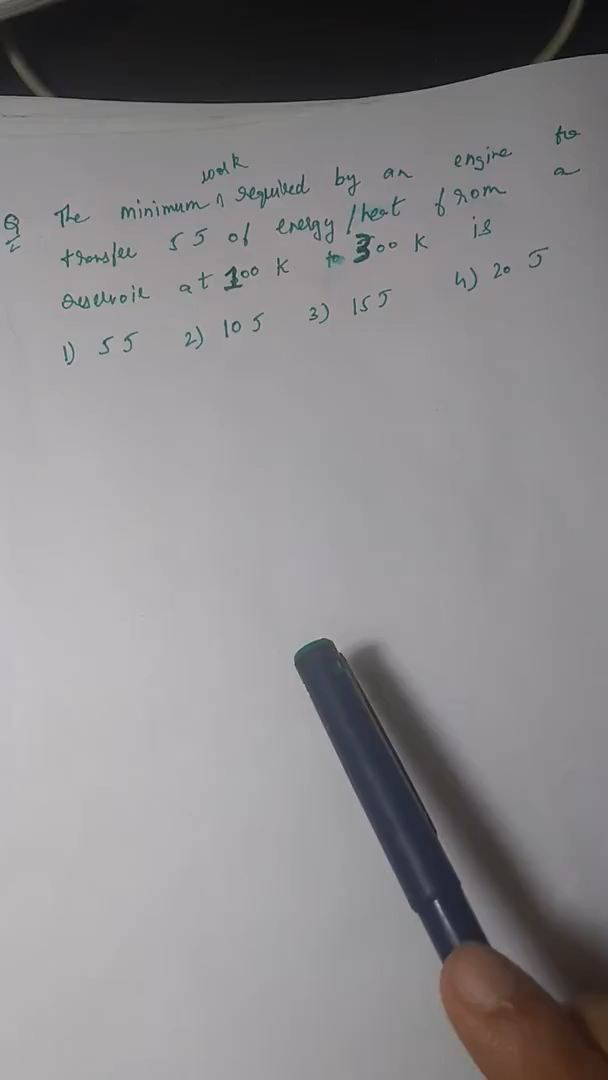 work
Q The minimum ∧ required by an engine to
transfer 5 J of energy/heat from a
reservoir at 100 K to 300 K is
1) 5 J 2) 10 J 3) 15 J 4) 20 J